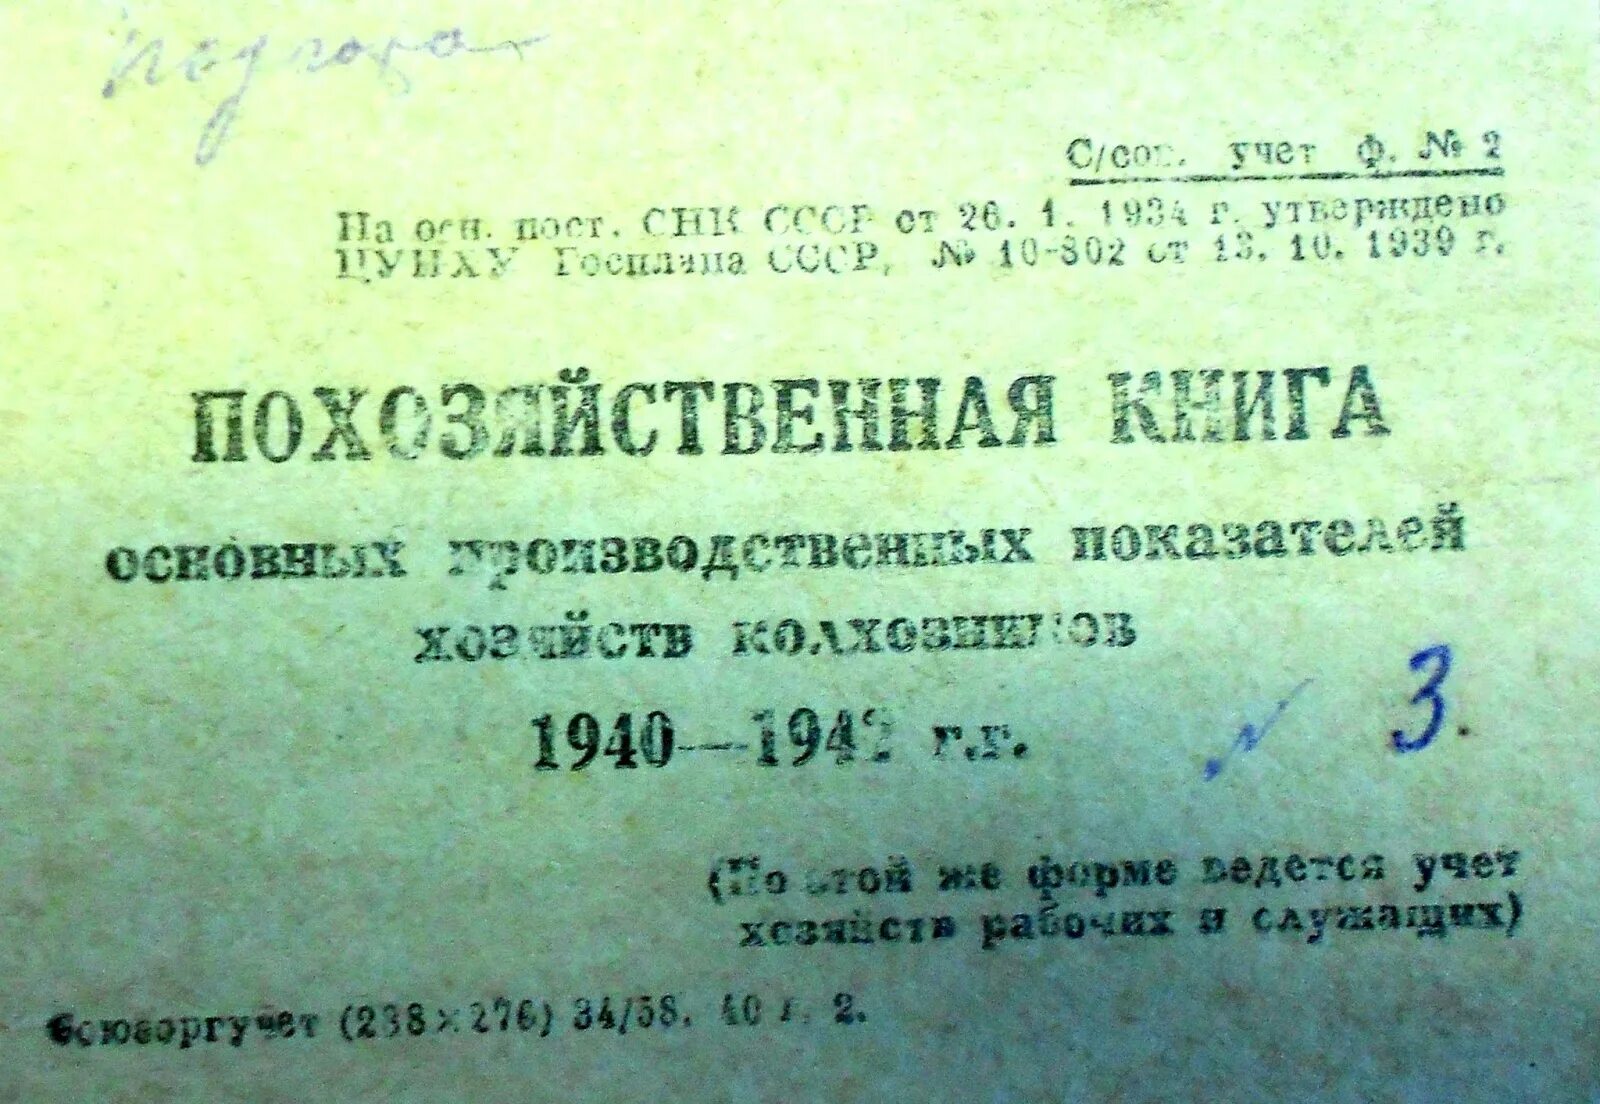 С/сов. учет ф. № 2
На осн. пост. СНК СССР от 26. 1. 1934 г. утверждено
ЦУНХУ Госплана СССР, № 10-802 от 13. 10. 1939 г.
ПОХОЗЯЙСТВЕННАЯ КНИГА
основных производственных показателей
хозяйств колхозников
1940—1942 г.г.
№ 3.
(По этой же форме ведется учет
хозяйств рабочих и служащих)
Союзоргучет (238×276) 34/58. 40 г. 2.